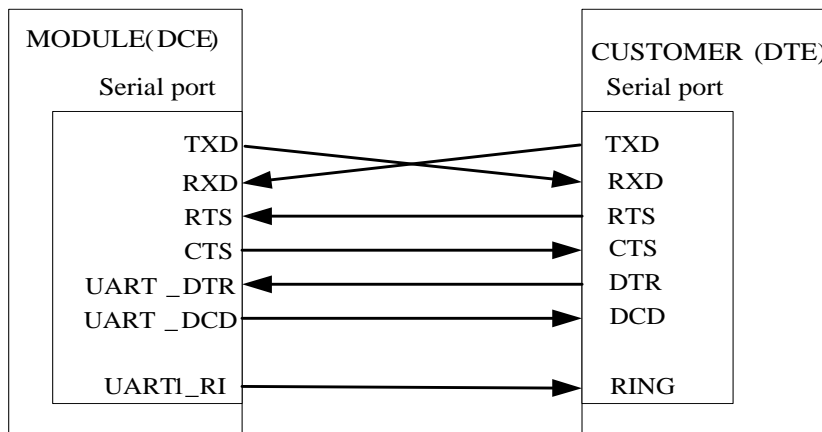 MODULE(DCE)
Serial port
TXD
RXD
RTS
CTS
UART _DTR
UART _DCD
UART1_RI
CUSTOMER (DTE)
Serial port
TXD
RXD
RTS
CTS
DTR
DCD
RING